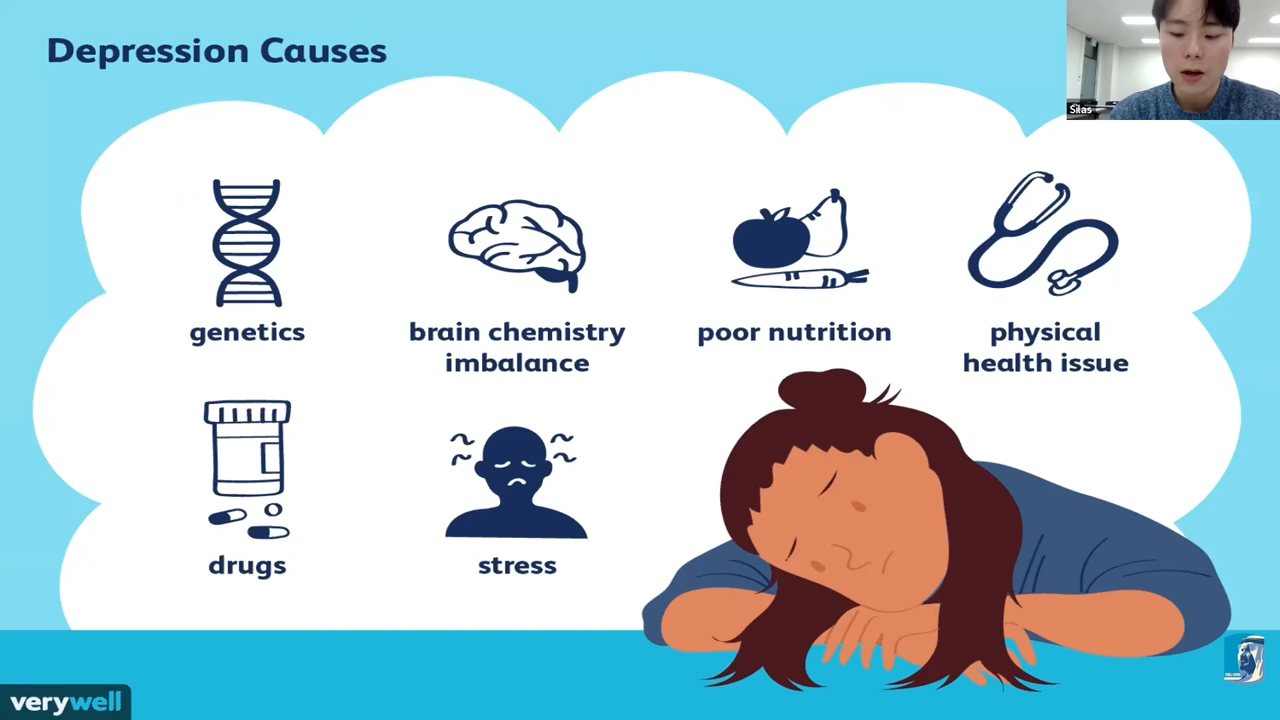 Depression Causes
Silas
genetics
brain chemistry
imbalance
poor nutrition
physical
health issue
drugs
stress
verywell